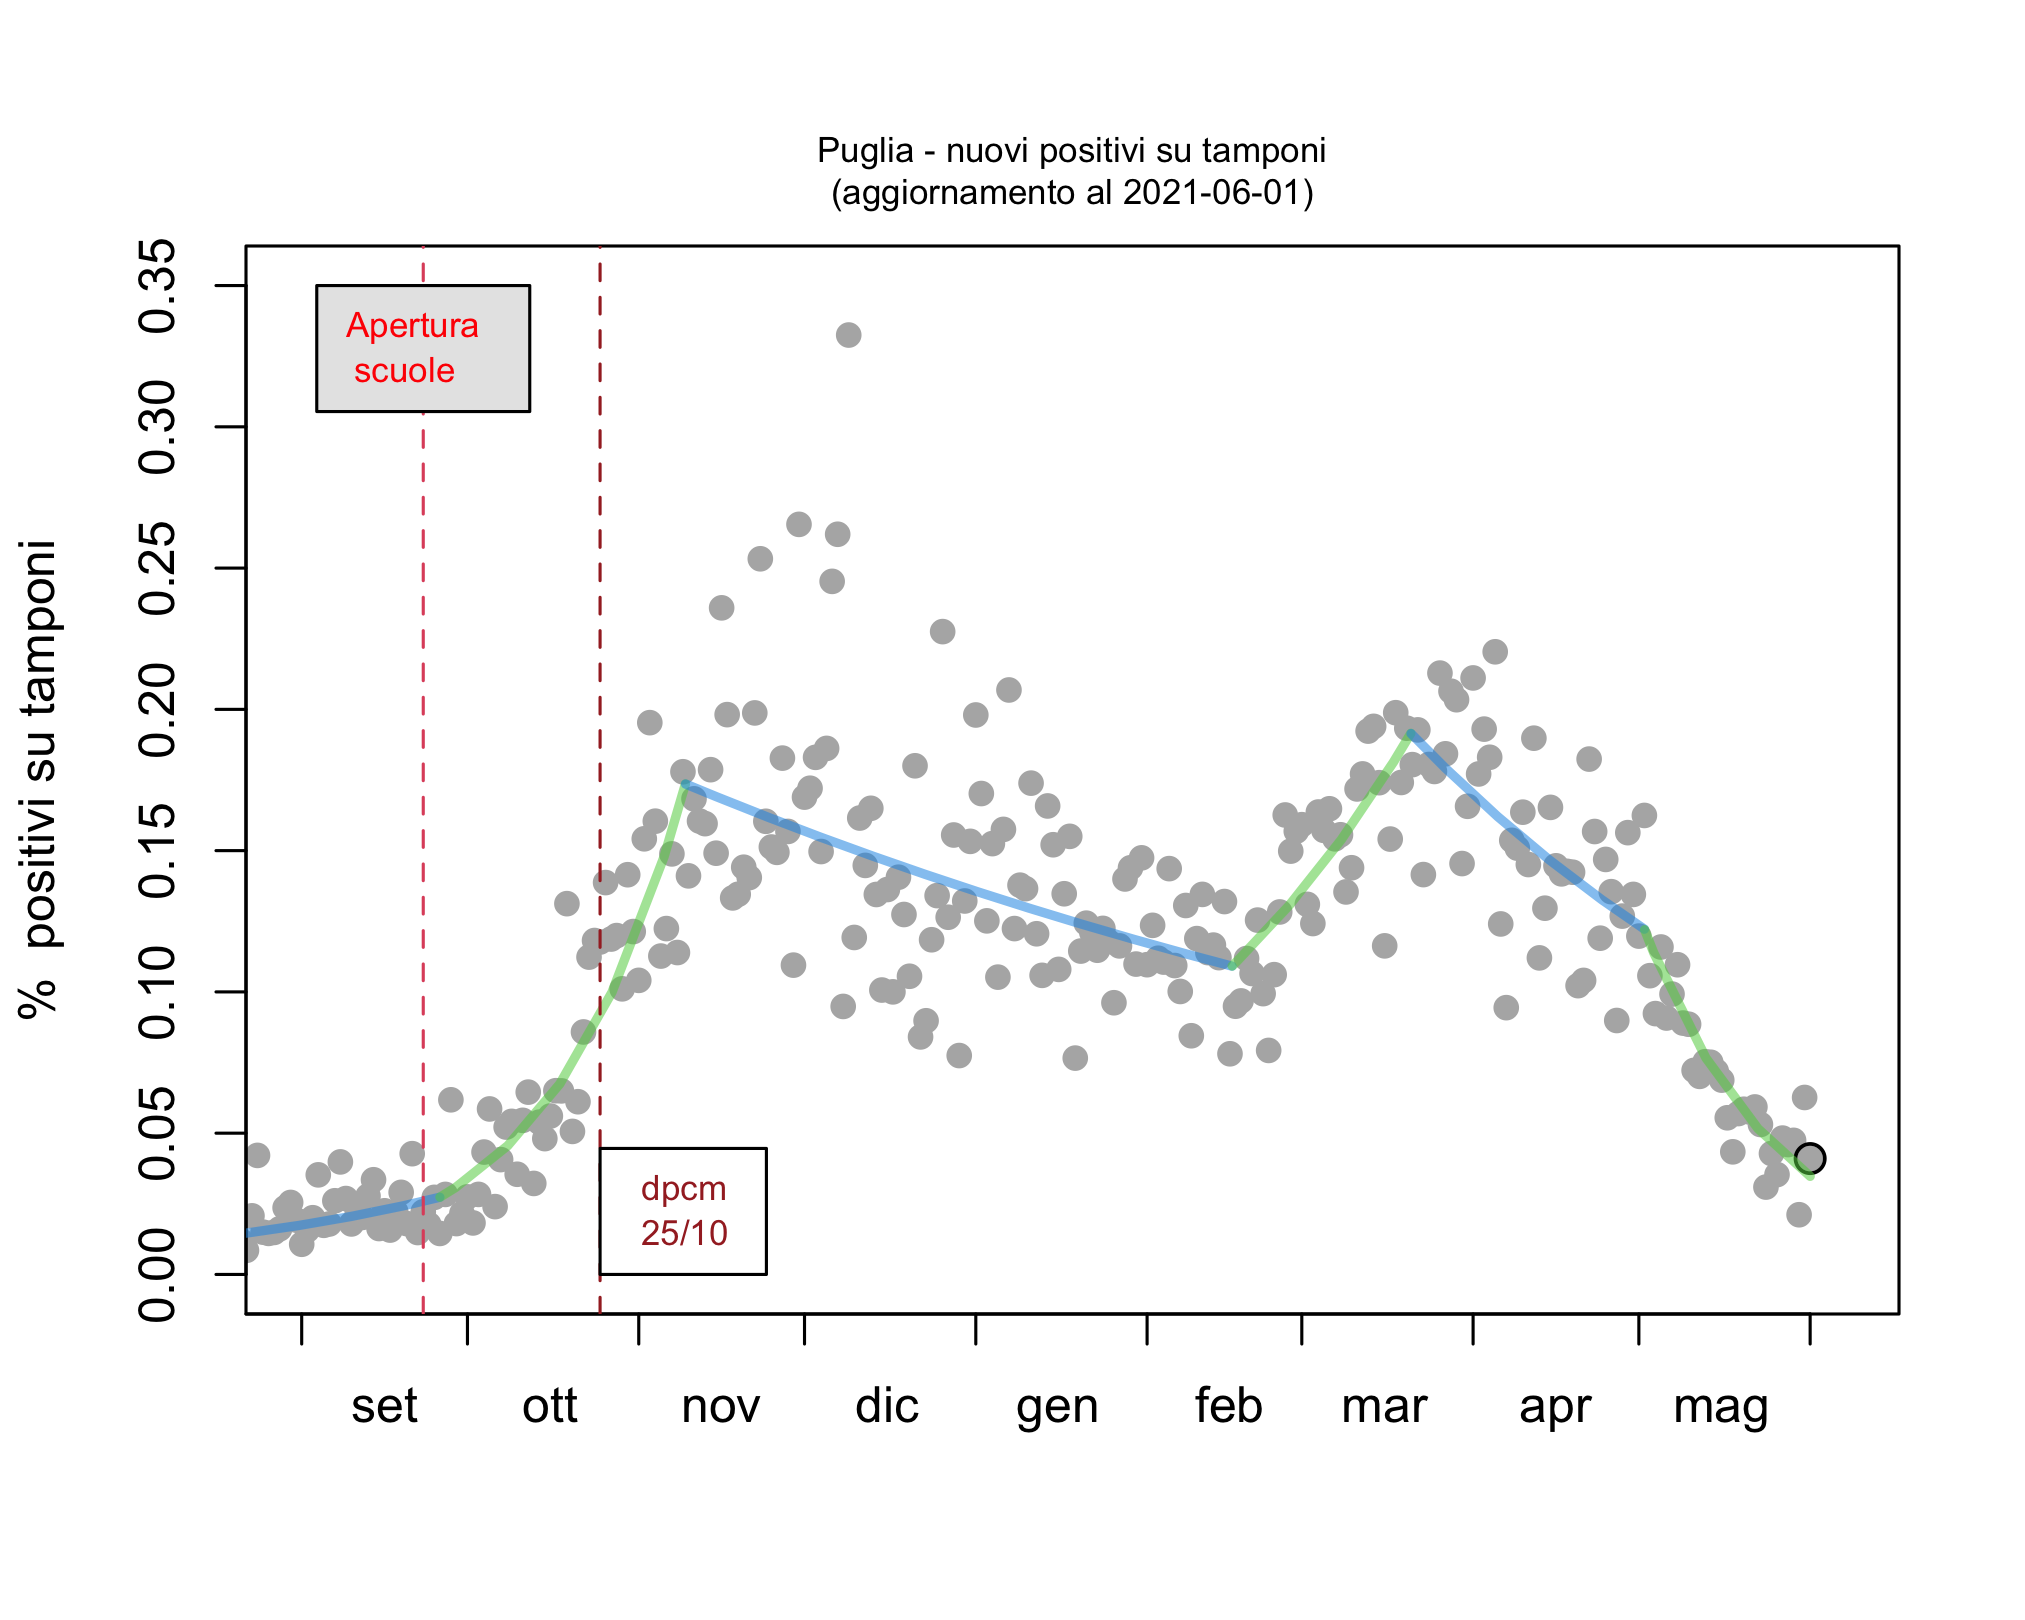 Puglia - nuovi positivi su tamponi
(aggiornamento al 2021-06-01)
% positivi su tamponi
0.35
0.30
0.25
0.20
0.15
0.10
0.05
0.00
Apertura
scuole
dpcm
25/10
set ott nov dic gen feb mar apr mag